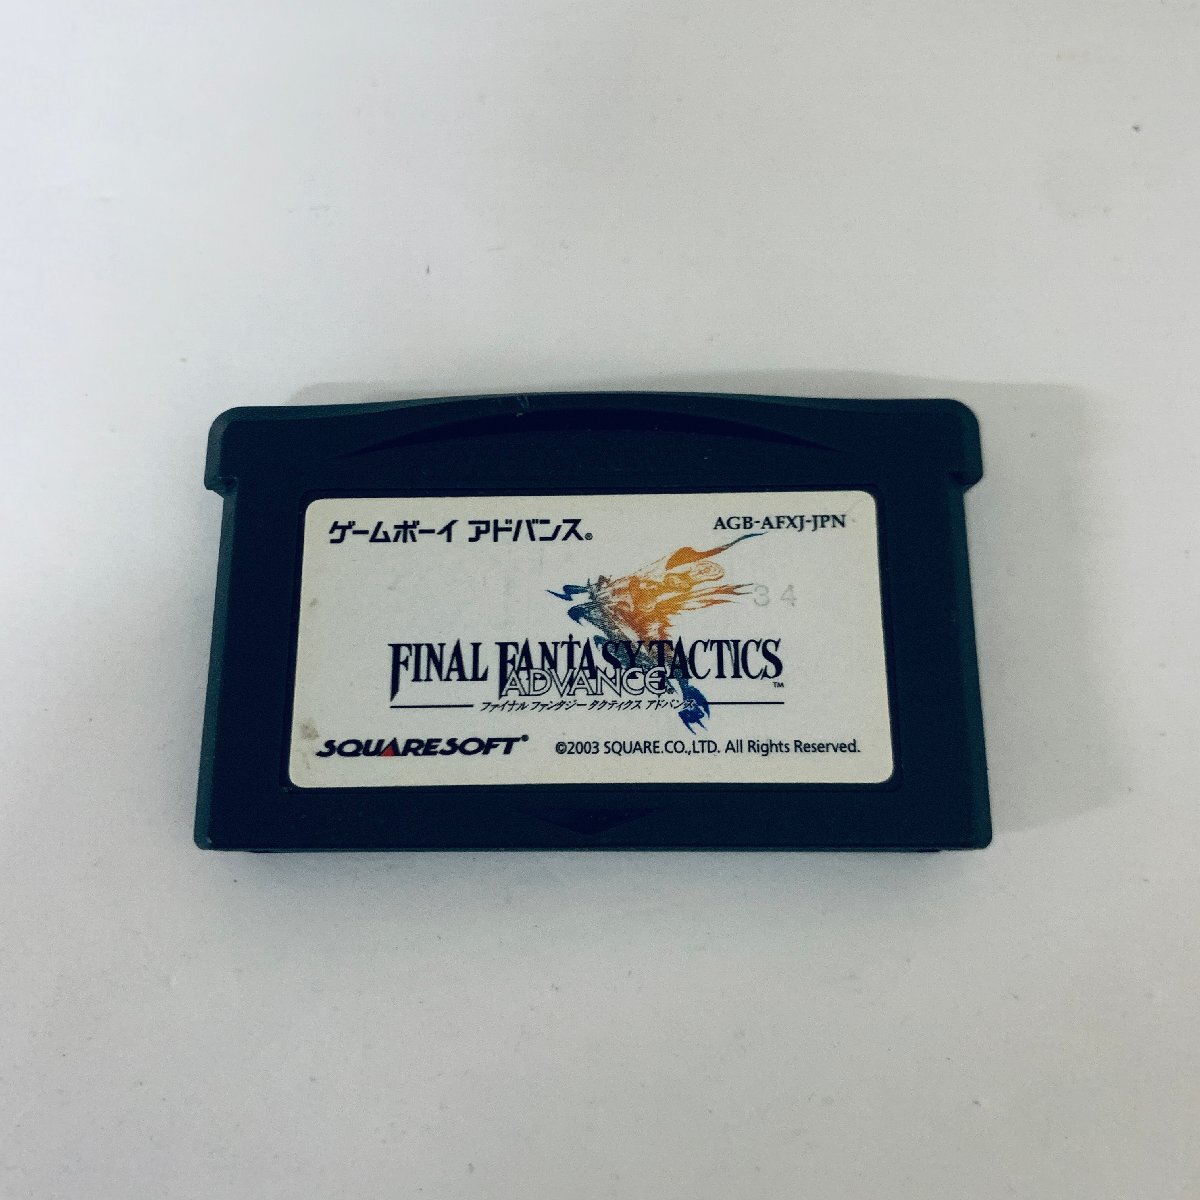 ゲームボーイ アドバンス®
AGB-AFXJ-JPN
34
FINAL FANTASY TACTICS
ADVANCE®
™
ファイナル ファンタジー タクティクス アドバンス
SQUARESOFT®
©2003 SQUARE.CO.,LTD. All Rights Reserved.